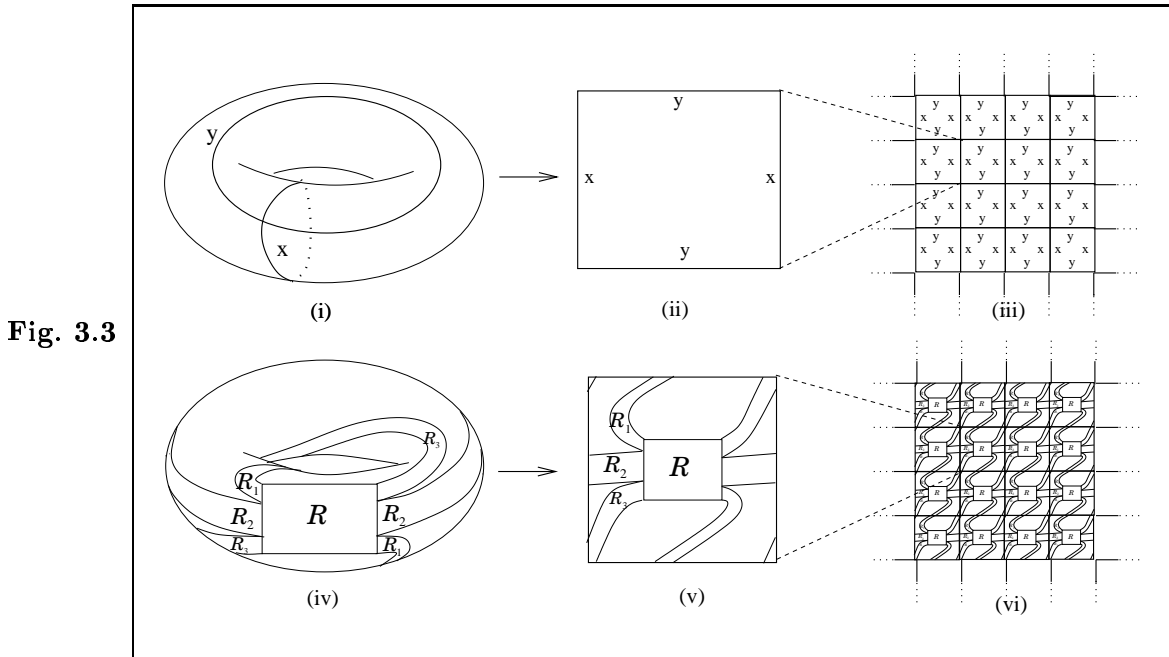 y
x
(i)
y
x x
y
(ii)
y y y y
x x x x x x x x
y y y y
y y y y
x x x x x x x x
y y y y
y y y y
x x x x x x x x
y y y y
y y y y
x x x x x x x x
y y y y
(iii)
Fig. 3.3
R₃
R₁
R₂ R R₂
R₃ R₁
(iv)
R₁
R₂ R
R₃
(v)
R R R R
R R R R
R R R R
R R R R
(vi)